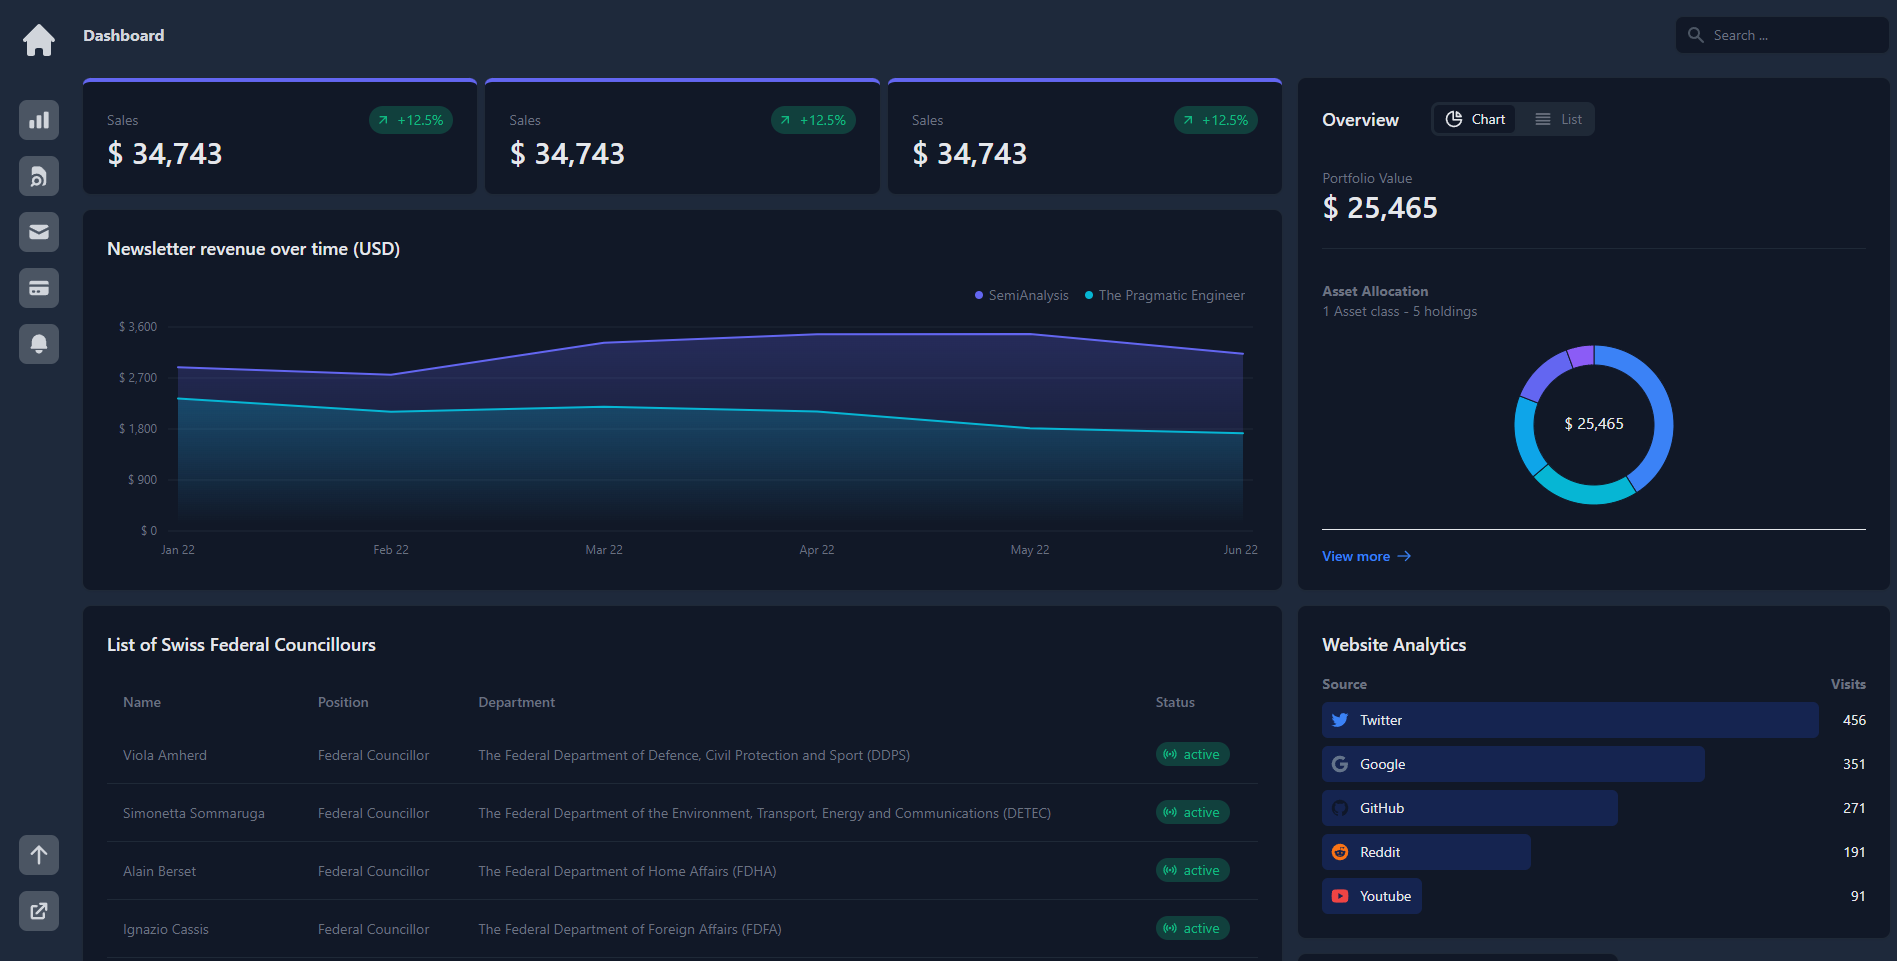 Dashboard
Search ...
Sales
+12.5%
$ 34,743
Sales
+12.5%
$ 34,743
Sales
+12.5%
$ 34,743
Overview
Chart
List
Portfolio Value
$ 25,465
Asset Allocation
1 Asset class - 5 holdings
$ 25,465
View more
Newsletter revenue over time (USD)
SemiAnalysis
The Pragmatic Engineer
$ 3,600
$ 2,700
$ 1,800
$ 900
$ 0
Jan 22
Feb 22
Mar 22
Apr 22
May 22
Jun 22
List of Swiss Federal Councillours
Name Position Department Status
Viola Amherd Federal Councillor The Federal Department of Defence, Civil Protection and Sport (DDPS) active
Simonetta Sommaruga Federal Councillor The Federal Department of the Environment, Transport, Energy and Communications (DETEC) active
Alain Berset Federal Councillor The Federal Department of Home Affairs (FDHA) active
Ignazio Cassis Federal Councillor The Federal Department of Foreign Affairs (FDFA) active
Website Analytics
Source Visits
Twitter 456
Google 351
GitHub 271
Reddit 191
Youtube 91